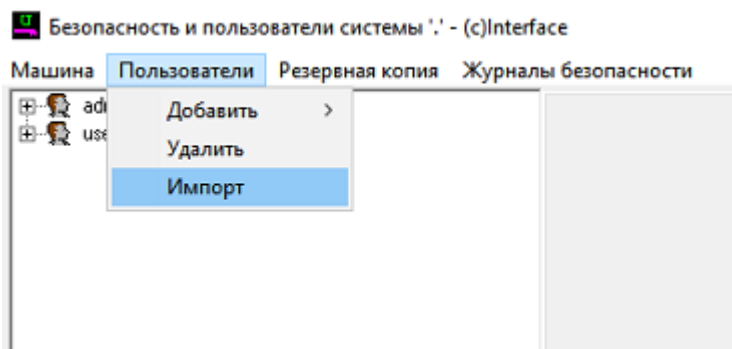 Безопасность и пользователи системы '.' - (c)Interface
Машина Пользователи Резервная копия Журналы безопасности
Добавить >
Удалить
Импорт